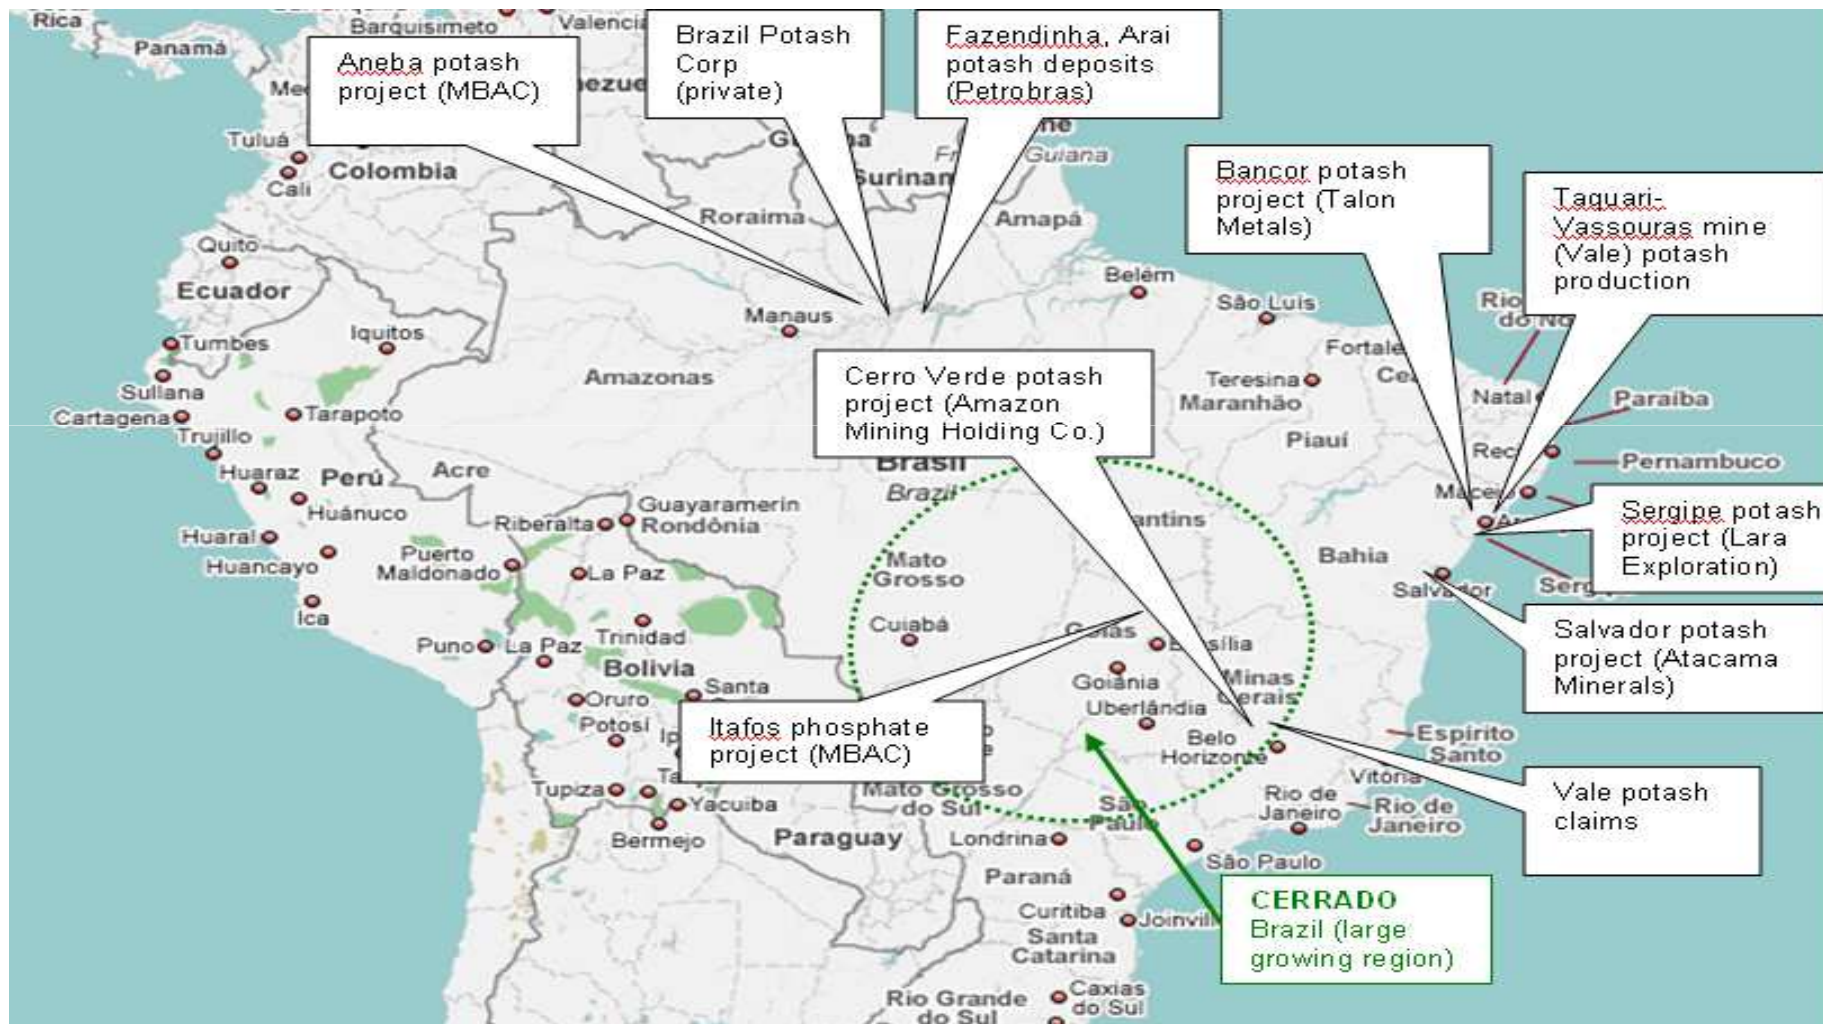 Rica
Panamá
Barquisimeto
Valencia
Aneba potash
project (MBAC)
Brazil Potash
Corp
(private)
Fazendinha, Arai
potash deposits
(Petrobras)
Tuluá
Cali
Colombia
Surinam
Guiana
Roraima
Amapá
Bancor potash
project (Talon
Metals)
Taquari-
Vassouras mine
(Vale) potash
production
Quito
Ecuador
Iquitos
Tumbes
Sullana
Cartagena
Tarapoto
Trujillo
Huaraz
Perú
Acre
Huánuco
Huaral
Huancayo
Ica
Manaus
Amazonas
Belém
São Luis
Teresina
Maranhão
Piauí
Natal
Paraíba
Pernambuco
Cerro Verde potash
project (Amazon
Mining Holding Co.)
Brasil
Brazil
Guayaramerín
Riberalta
Rondônia
Puerto
Maldonado
La Paz
Puno
La Paz
Trinidad
Bolivia
Oruro
Santa
Potosí
Tupiza
Yacuiba
Bermejo
Mato
Grosso
Cuiabá
Goiás
Goiânia
Uberlândia
Minas
Gerais
Belo
Horizonte
Bahia
Salvador
Sergipe potash
project (Lara
Exploration)
Salvador potash
project (Atacama
Minerals)
Itafos phosphate
project (MBAC)
Espírito
Santo
Vitória
Vale potash
claims
Mato Grosso
do Sul
São
Paulo
Rio de
Janeiro
Rio de
Janeiro
Paraguay
Londrina
São Paulo
Paraná
Curitiba
Santa
Catarina
CERRADO
Brazil (large
growing region)
Rio Grande
do Sul
Caxias
do Sul